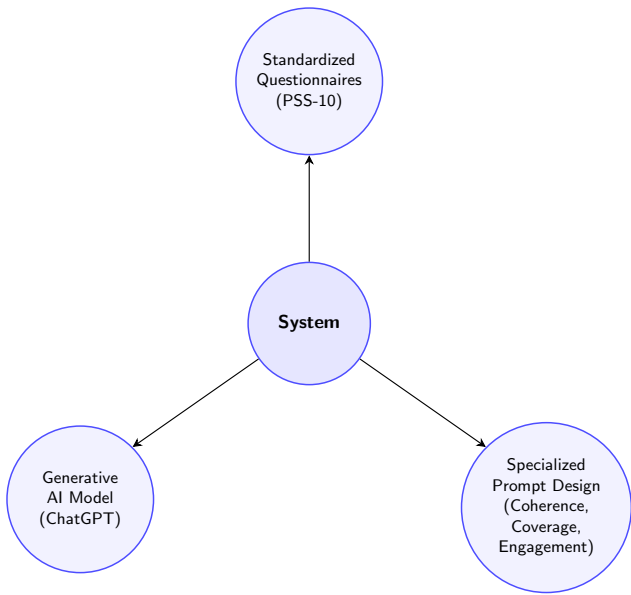 Standardized
Questionnaires
(PSS-10)
System
Generative
AI Model
(ChatGPT)
Specialized
Prompt Design
(Coherence,
Coverage,
Engagement)